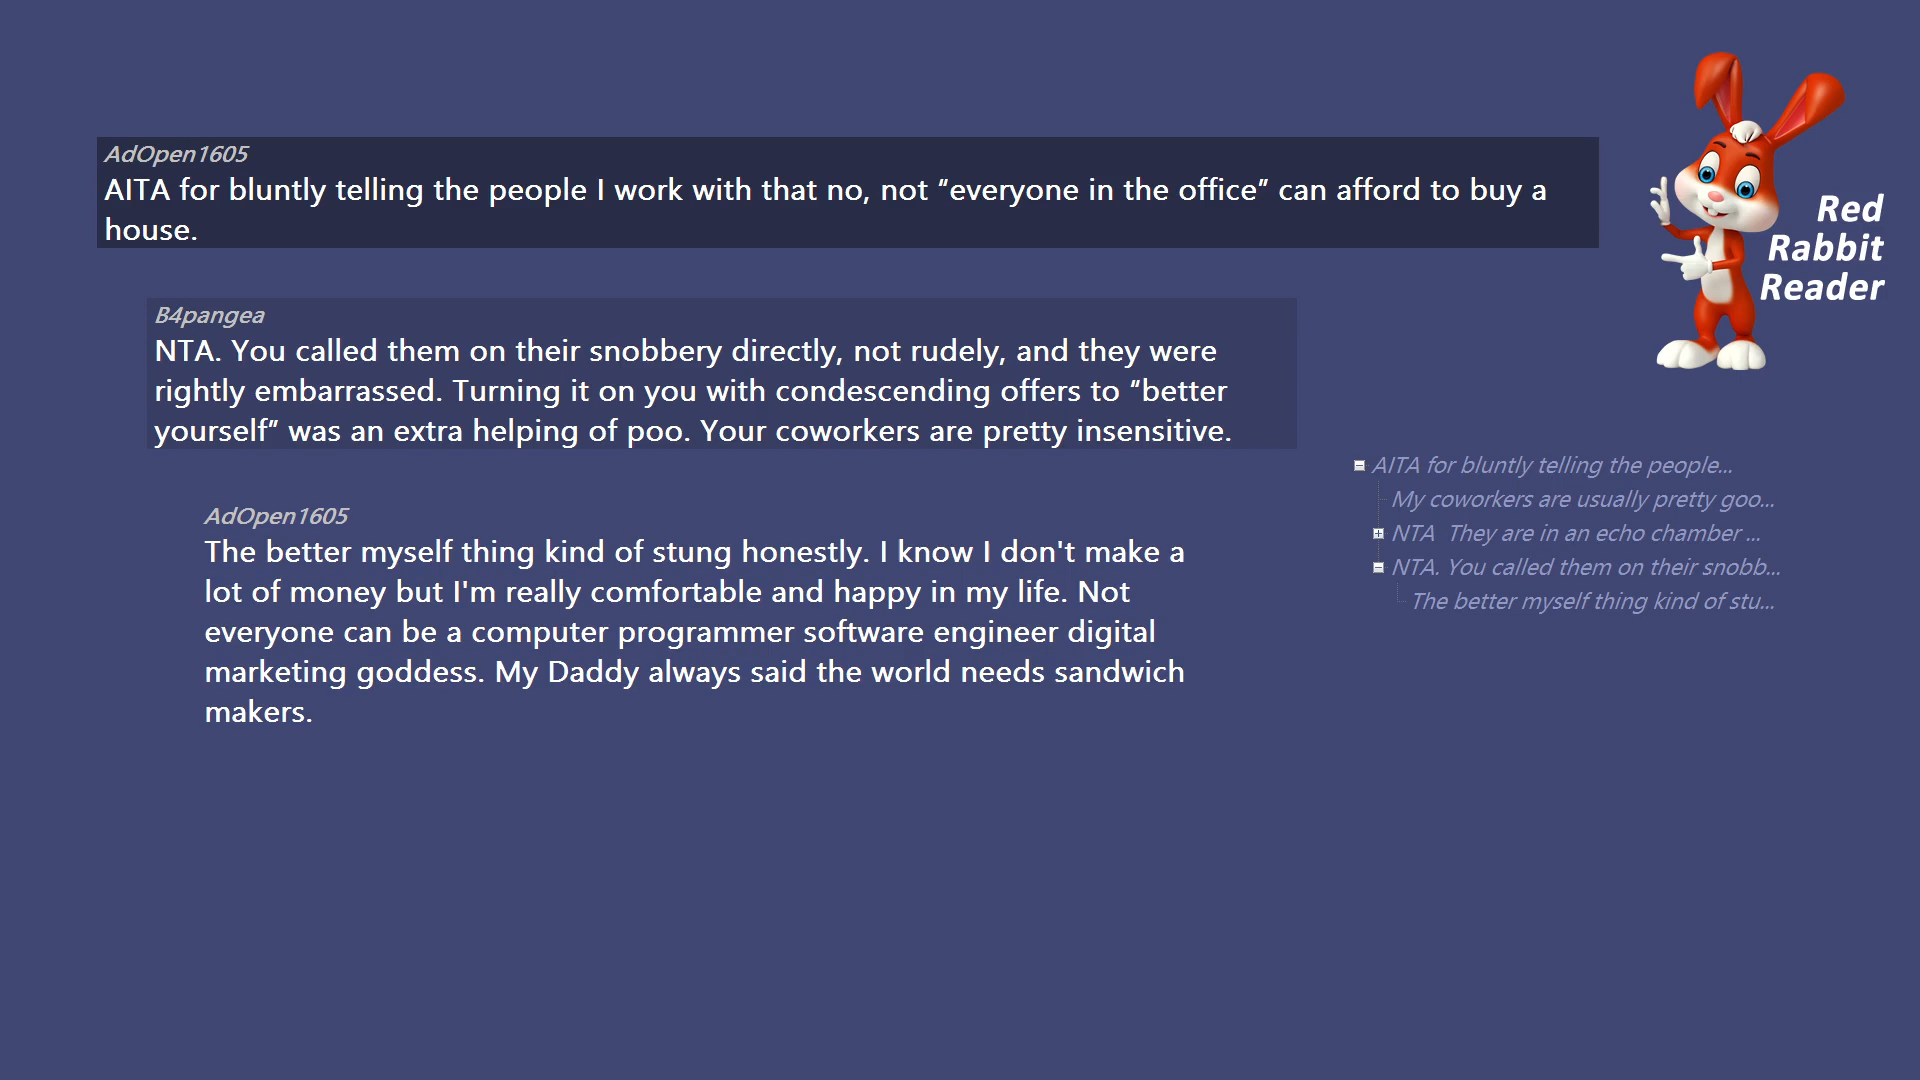 AdOpen1605
AITA for bluntly telling the people I work with that no, not “everyone in the office” can afford to buy a
house.
Red
Rabbit
Reader
B4pangea
NTA. You called them on their snobbery directly, not rudely, and they were
rightly embarrassed. Turning it on you with condescending offers to “better
yourself” was an extra helping of poo. Your coworkers are pretty insensitive.
AdOpen1605
The better myself thing kind of stung honestly. I know I don't make a
lot of money but I'm really comfortable and happy in my life. Not
everyone can be a computer programmer software engineer digital
marketing goddess. My Daddy always said the world needs sandwich
makers.
AITA for bluntly telling the people...
My coworkers are usually pretty goo...
NTA  They are in an echo chamber ...
NTA. You called them on their snobb...
The better myself thing kind of stu...